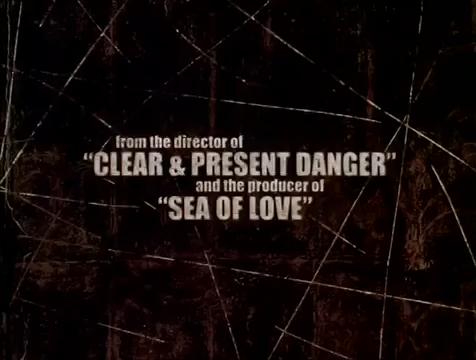 from the director of
“CLEAR & PRESENT DANGER”
and the producer of
“SEA OF LOVE”